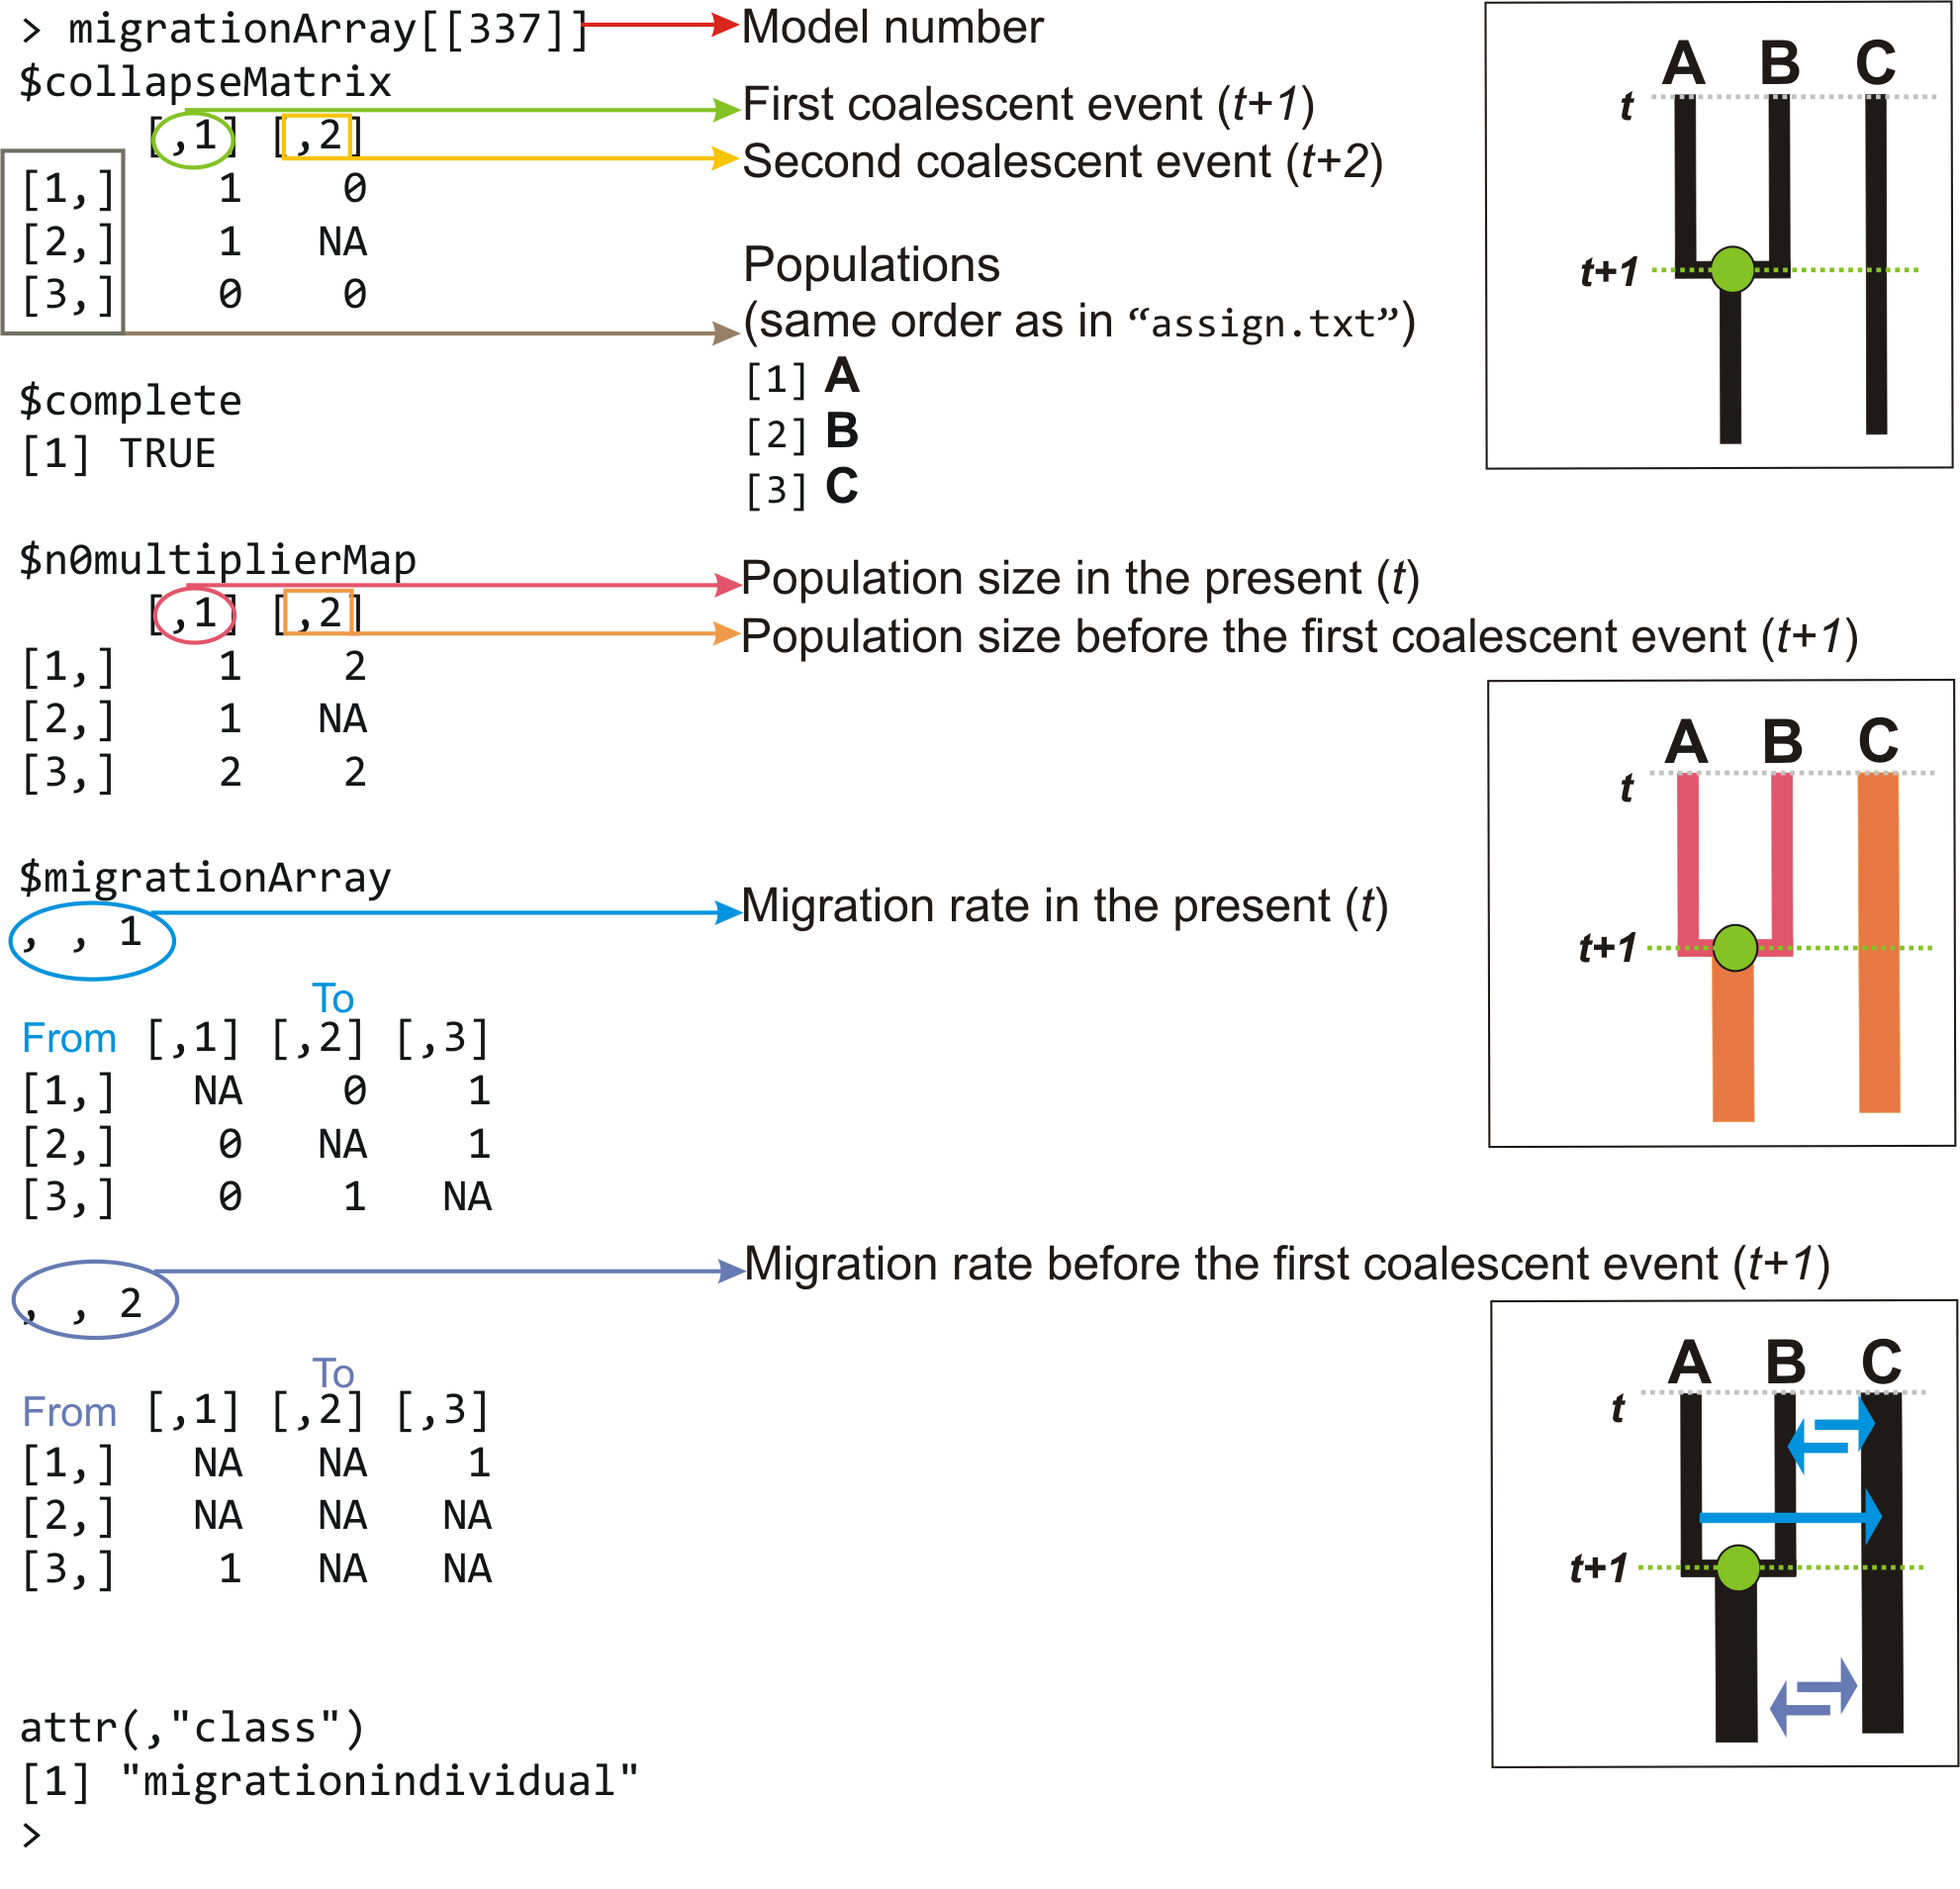 > migrationArray[[337]]
Model number
$collapseMatrix
[,1] [,2]
First coalescent event (t+1)
Second coalescent event (t+2)
[1,] 1 0
[2,] 1 NA
[3,] 0 0
Populations
(same order as in “assign.txt”)
[1] A
[2] B
[3] C
$complete
[1] TRUE
A B C
t
t+1
$n0multiplierMap
[,1] [,2]
Population size in the present (t)
Population size before the first coalescent event (t+1)
[1,] 1 2
[2,] 1 NA
[3,] 2 2
A B C
t
t+1
$migrationArray
, , 1
Migration rate in the present (t)
To
From [,1] [,2] [,3]
[1,] NA 0 1
[2,] 0 NA 1
[3,] 0 1 NA
, , 2
Migration rate before the first coalescent event (t+1)
To
From [,1] [,2] [,3]
[1,] NA NA 1
[2,] NA NA NA
[3,] 1 NA NA
A B C
t
t+1
attr(,"class")
[1] "migrationindividual"
>